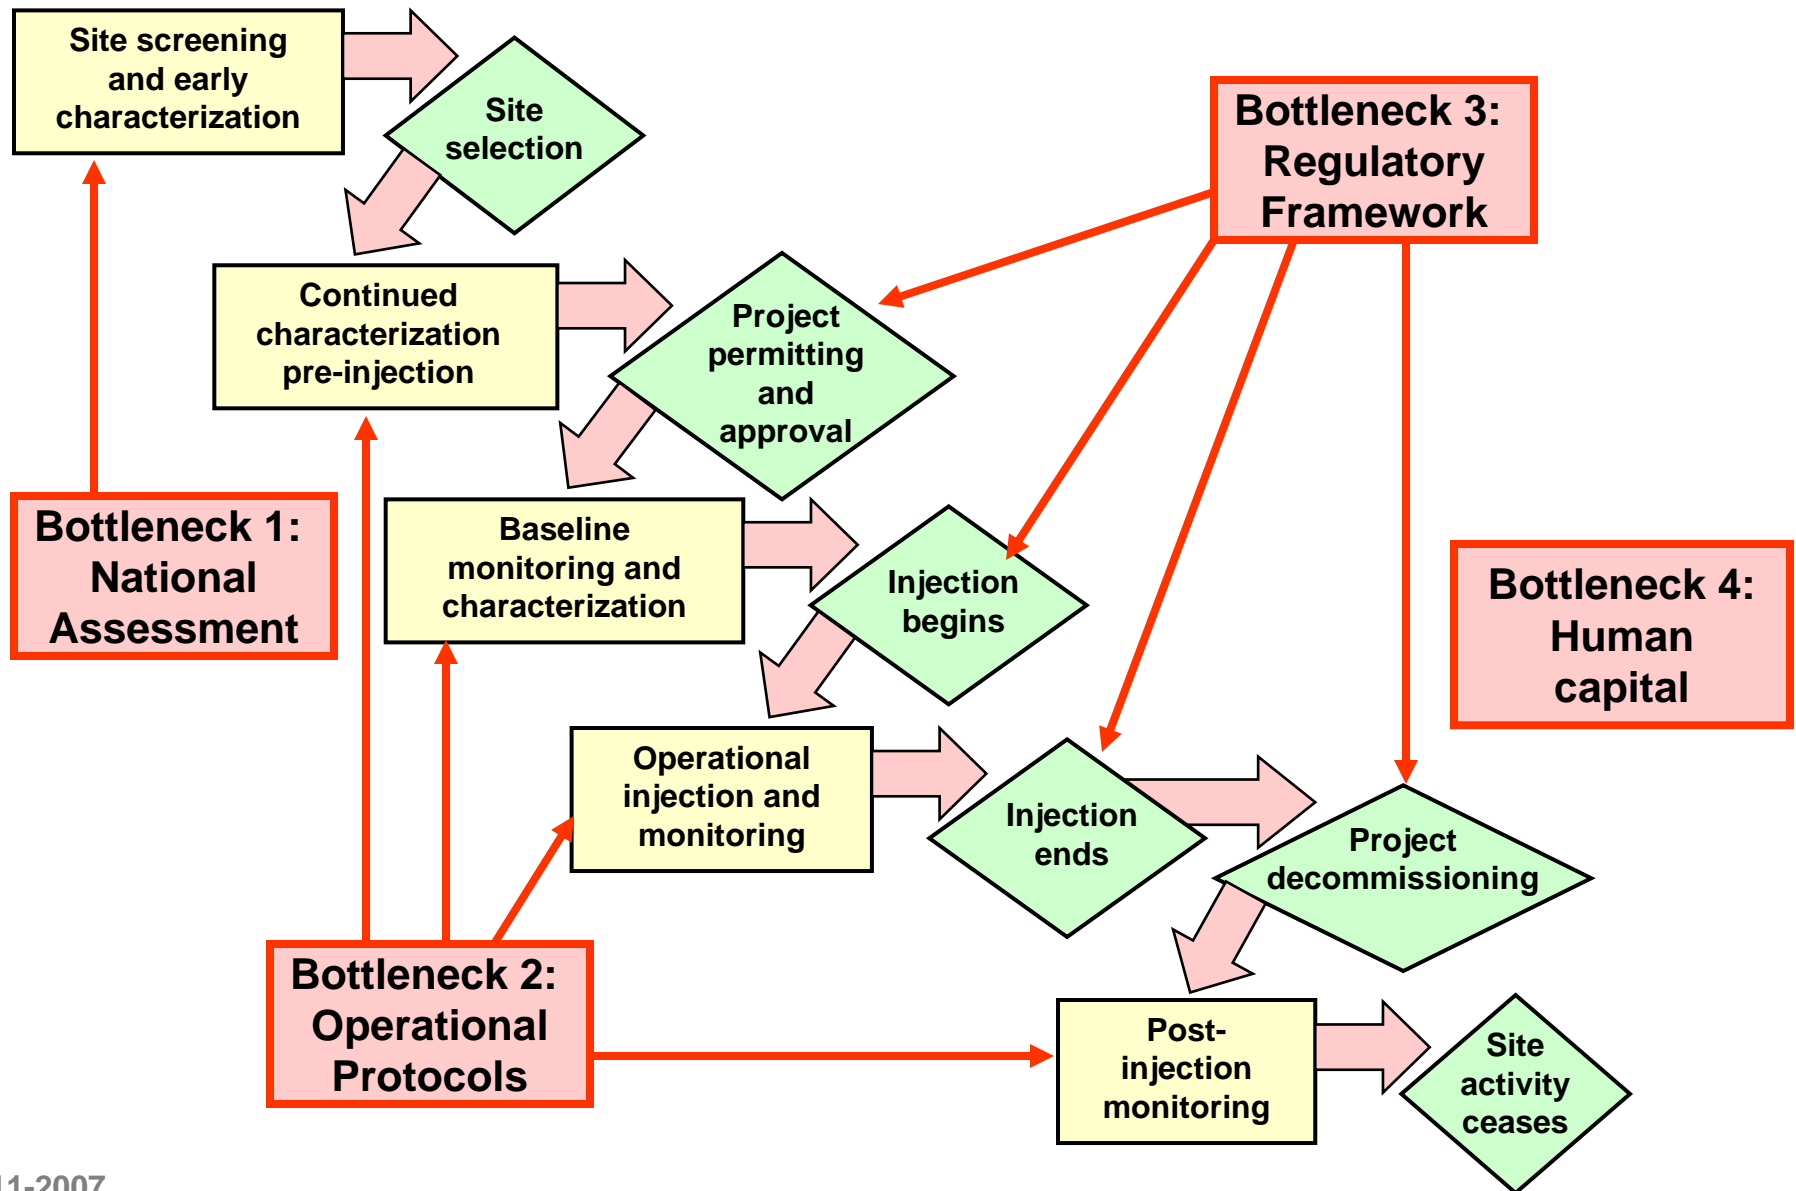 Site screening
and early
characterization
Site
selection
Bottleneck 3:
Regulatory
Framework
Continued
characterization
pre-injection
Project
permitting
and
approval
Bottleneck 1:
National
Assessment
Baseline
monitoring and
characterization
Injection
begins
Bottleneck 4:
Human
capital
Operational
injection and
monitoring
Injection
ends
Project
decommissioning
Bottleneck 2:
Operational
Protocols
Post-
injection
monitoring
Site
activity
ceases
11-2007